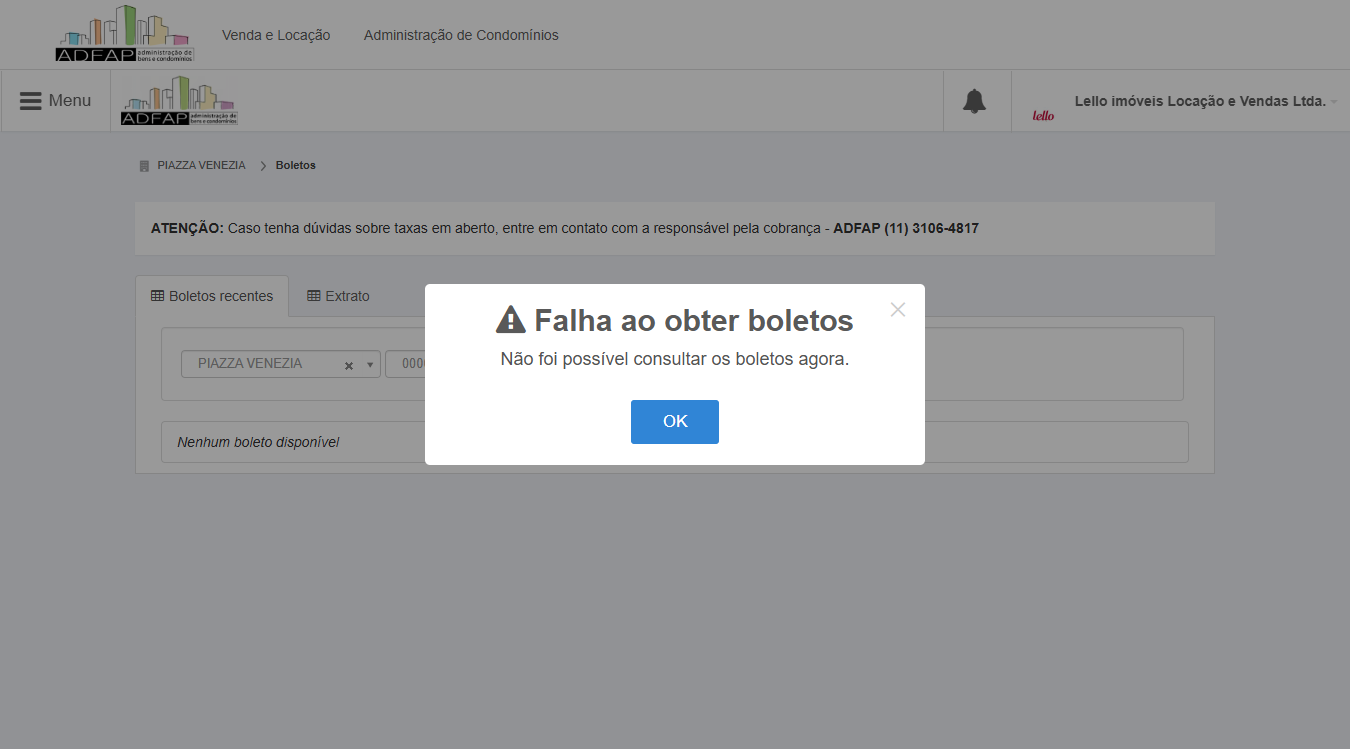 ADFAP administração de bens e condomínios
Venda e Locação
Administração de Condomínios
Menu
ADFAP administração de bens e condomínios
lello
Lello imóveis Locação e Vendas Ltda.
PIAZZA VENEZIA
Boletos
ATENÇÃO: Caso tenha dúvidas sobre taxas em aberto, entre em contato com a responsável pela cobrança - ADFAP (11) 3106-4817
Boletos recentes
Extrato
Falha ao obter boletos
×
Não foi possível consultar os boletos agora.
OK
PIAZZA VENEZIA
×
Nenhum boleto disponível